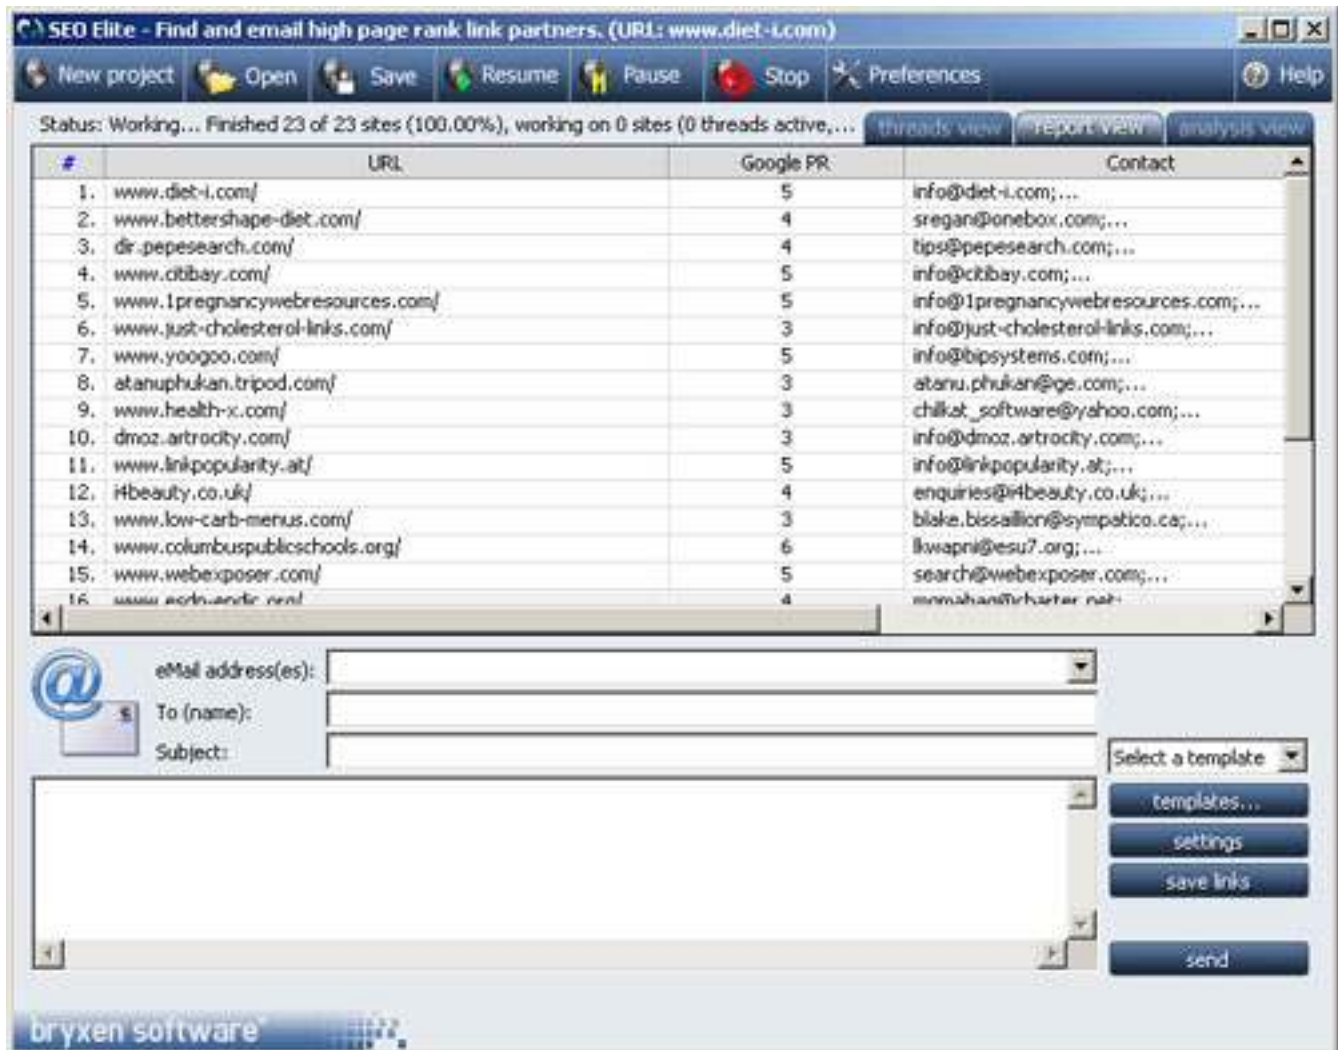 SEO Elite - Find and email high page rank link partners. (URL: www.diet-i.com)
New project Open Save Resume Pause Stop Preferences Help
Status: Working... Finished 23 of 23 sites (100.00%), working on 0 sites (0 threads active,... threads view report view analysis view
# URL Google PR Contact
1. www.diet-i.com/ 5 info@diet-i.com;...
2. www.bettershape-diet.com/ 4 sregan@onebox.com;...
3. dir.pepesearch.com/ 4 tips@pepesearch.com;...
4. www.citibay.com/ 5 info@citibay.com;...
5. www.1pregnancywebresources.com/ 5 info@1pregnancywebresources.com;...
6. www.just-cholesterol-links.com/ 3 info@just-cholesterol-links.com;...
7. www.yoogoo.com/ 5 info@bipsystems.com;...
8. atanuphukan.tripod.com/ 3 atanu.phukan@ge.com;...
9. www.health-x.com/ 3 chilkat_software@yahoo.com;...
10. dmoz.artrocity.com/ 3 info@dmoz.artrocity.com;...
11. www.linkpopularity.at/ 5 info@linkpopularity.at;...
12. i4beauty.co.uk/ 4 enquiries@i4beauty.co.uk;...
13. www.low-carb-menus.com/ 3 blake.bissaillion@sympatico.ca;...
14. www.columbuspublicschools.org/ 6 lkwapni@esu7.org;...
15. www.webexposer.com/ 5 search@webexposer.com;...
16 4
eMail address(es):
To (name):
Subject:
Select a template
templates...
settings
save links
send
bryxen software